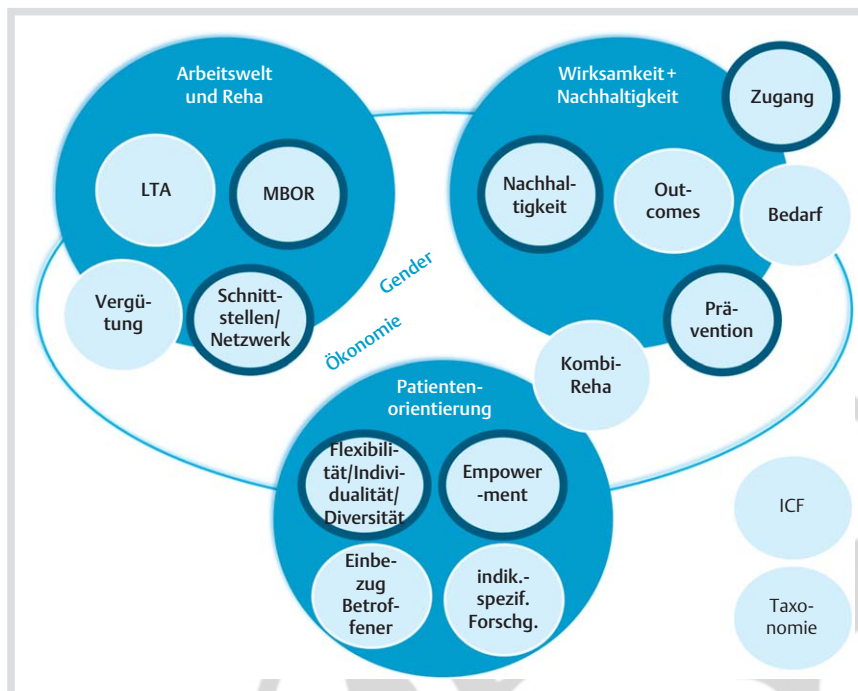 Arbeitswelt
und Reha
LTA
MBOR
Vergü-
tung
Schnitt-
stellen/
Netzwerk
Wirksamkeit+
Nachhaltigkeit
Zugang
Nachhal-
tigkeit
Out-
comes
Bedarf
Prä-
vention
Gender
Ökonomie
Kombi-
Reha
Patienten-
orientierung
Flexibili-
tät/Individ-
ualität/
Diversität
Empower
-ment
Einbe-
zug
Betrof-
fener
indik.-
spezif.
Forschg.
ICF
Taxo-
nomie